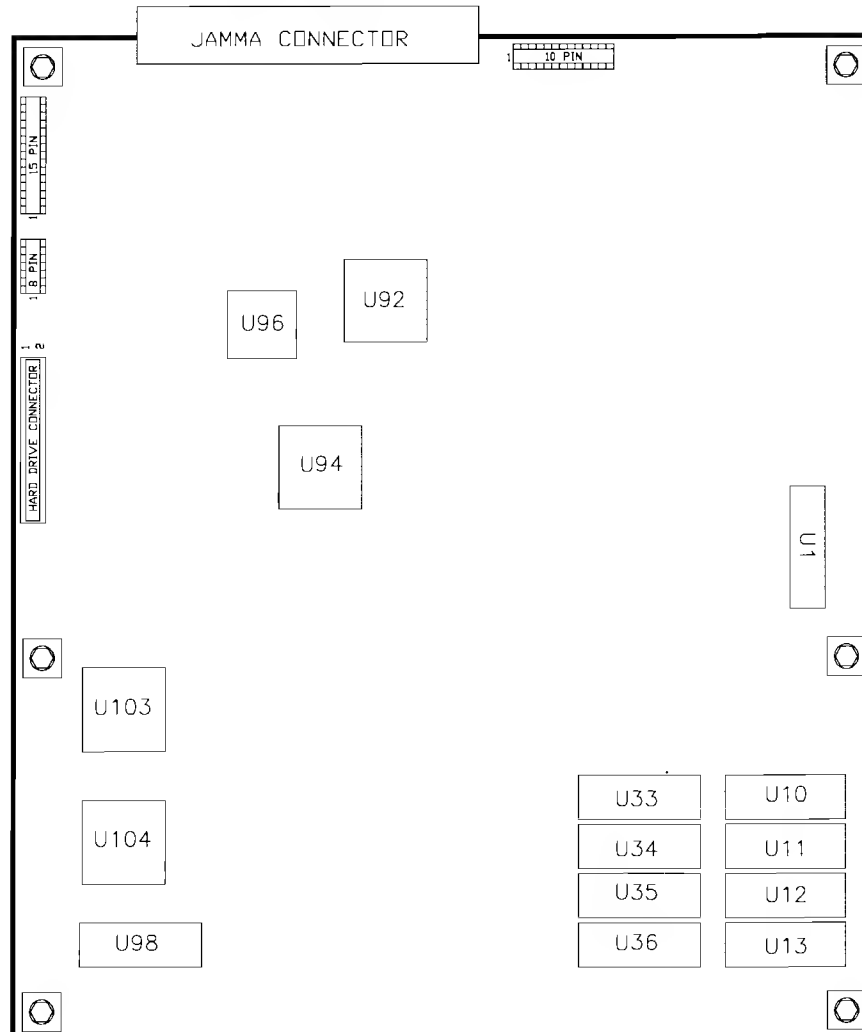 JAMMA CONNECTOR
1 10 PIN
15 PIN
1
8 PIN
1
1
2
HARD DRIVE CONNECTOR
U96
U92
U94
U1
U103
U104
U98
U33
U10
U34
U11
U35
U12
U36
U13